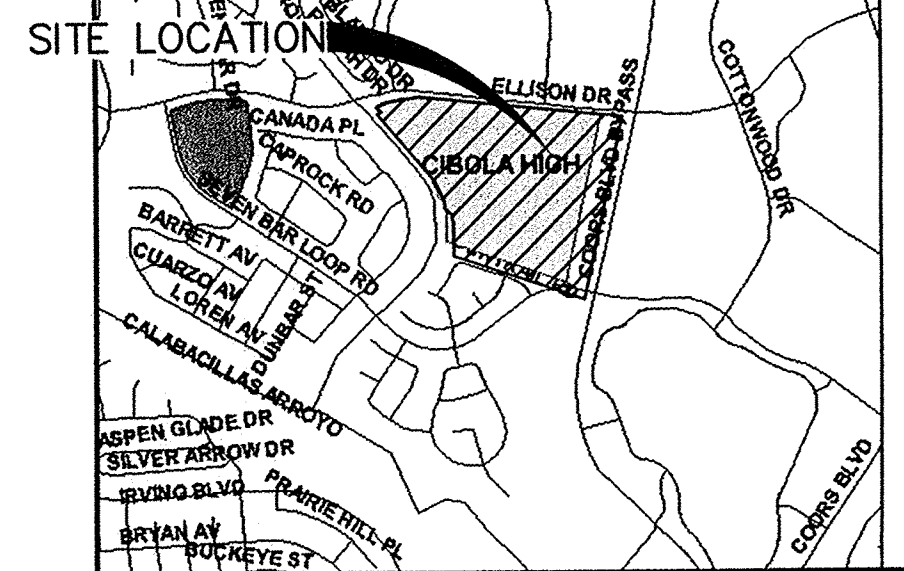 SITE LOCATION
ELLISON DR
COORS BLVD BYPASS
COTTONWOOD DR
CANADA PL
CAPROCK RD
CIBOLA HIGH
SEVEN BAR LOOP RD
BARRETT AV
CUARZO AV
LOREN AV
DUNBAR ST
CALABACILLAS ARROYO
ASPEN GLADE DR
SILVER ARROW DR
IRVING BLVD
PRAIRIE HILL PL
BRYAN AV
BUCKEYE ST
COORS BLVD